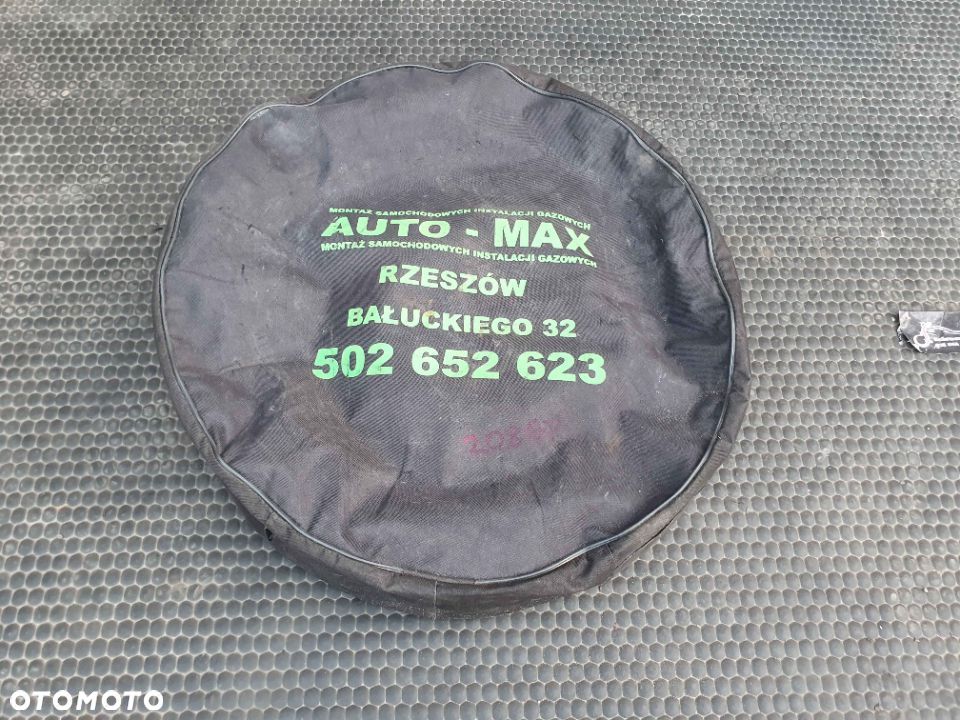 MONTAŻ SAMOCHODOWYCH INSTALACJI GAZOWYCH
AUTO - MAX
MONTAŻ SAMOCHODOWYCH INSTALACJI GAZOWYCH
RZESZÓW
BAŁUCKIEGO 32
502 652 623
OTOMOTO